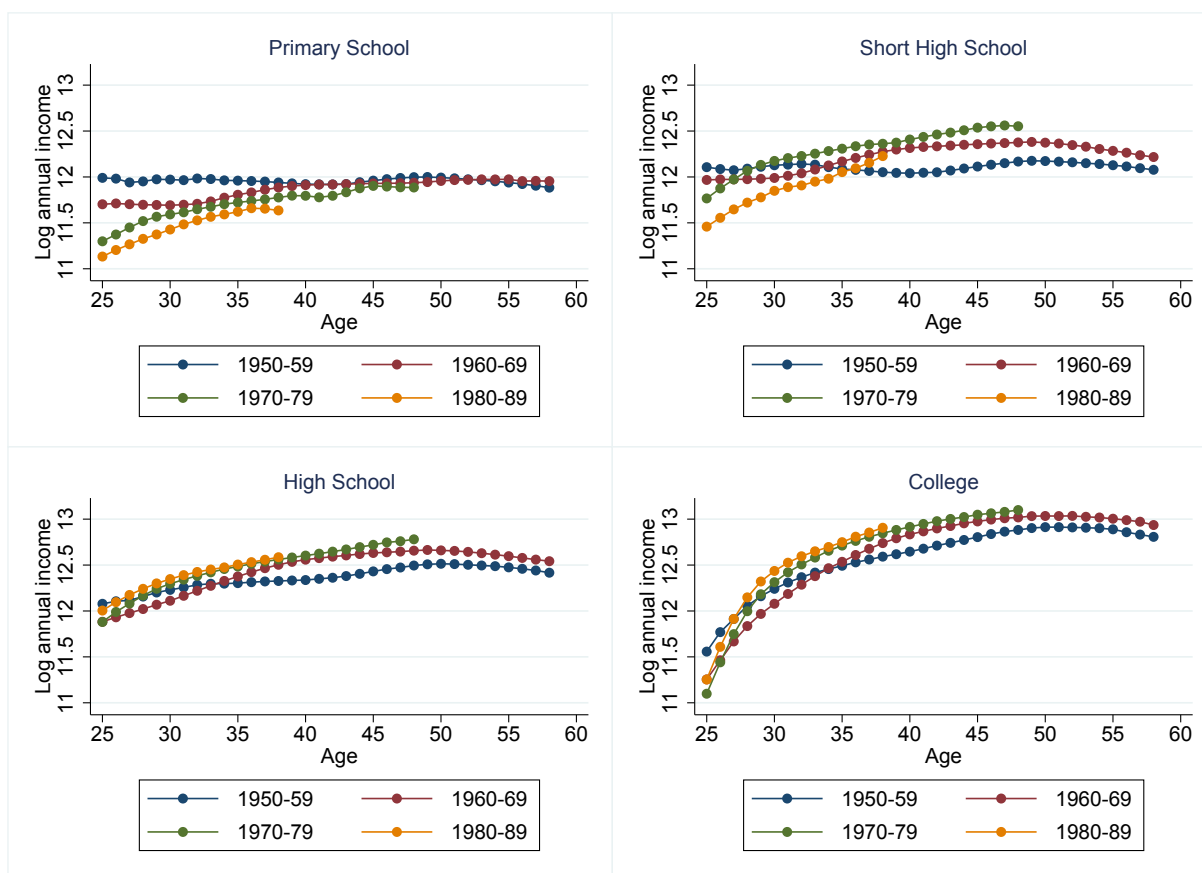 Primary School
Log annual income
13
12.5
12
11.5
11
25 30 35 40 45 50 55 60
Age
1950-59 1960-69
1970-79 1980-89
Short High School
Log annual income
13
12.5
12
11.5
11
25 30 35 40 45 50 55 60
Age
1950-59 1960-69
1970-79 1980-89
High School
Log annual income
13
12.5
12
11.5
11
25 30 35 40 45 50 55 60
Age
1950-59 1960-69
1970-79 1980-89
College
Log annual income
13
12.5
12
11.5
11
25 30 35 40 45 50 55 60
Age
1950-59 1960-69
1970-79 1980-89